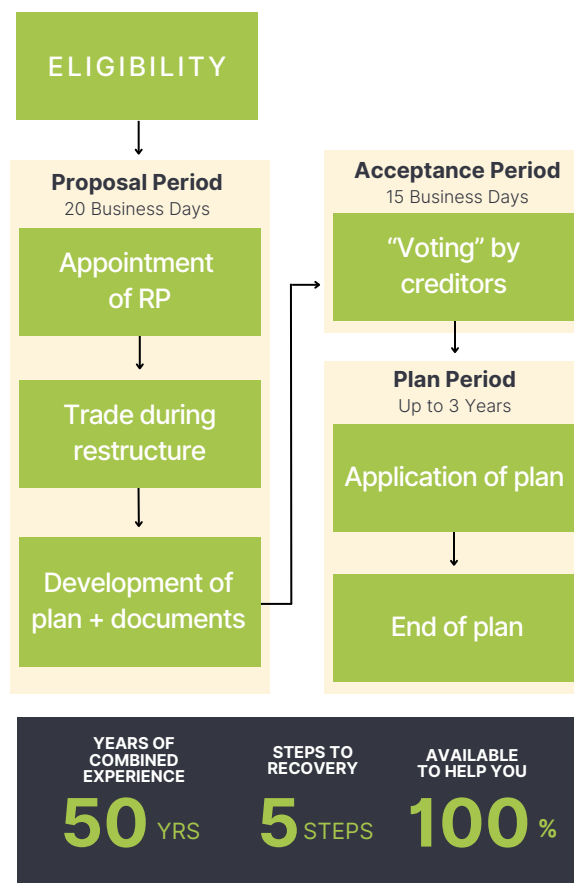 ELIGIBILITY
Proposal Period
20 Business Days
Appointment
of RP
Trade during
restructure
Development of
plan + documents
Acceptance Period
15 Business Days
“Voting” by
creditors
Plan Period
Up to 3 Years
Application of plan
End of plan
YEARS OF
COMBINED
EXPERIENCE
50 YRS
STEPS TO
RECOVERY
5 STEPS
AVAILABLE
TO HELP YOU
100 %